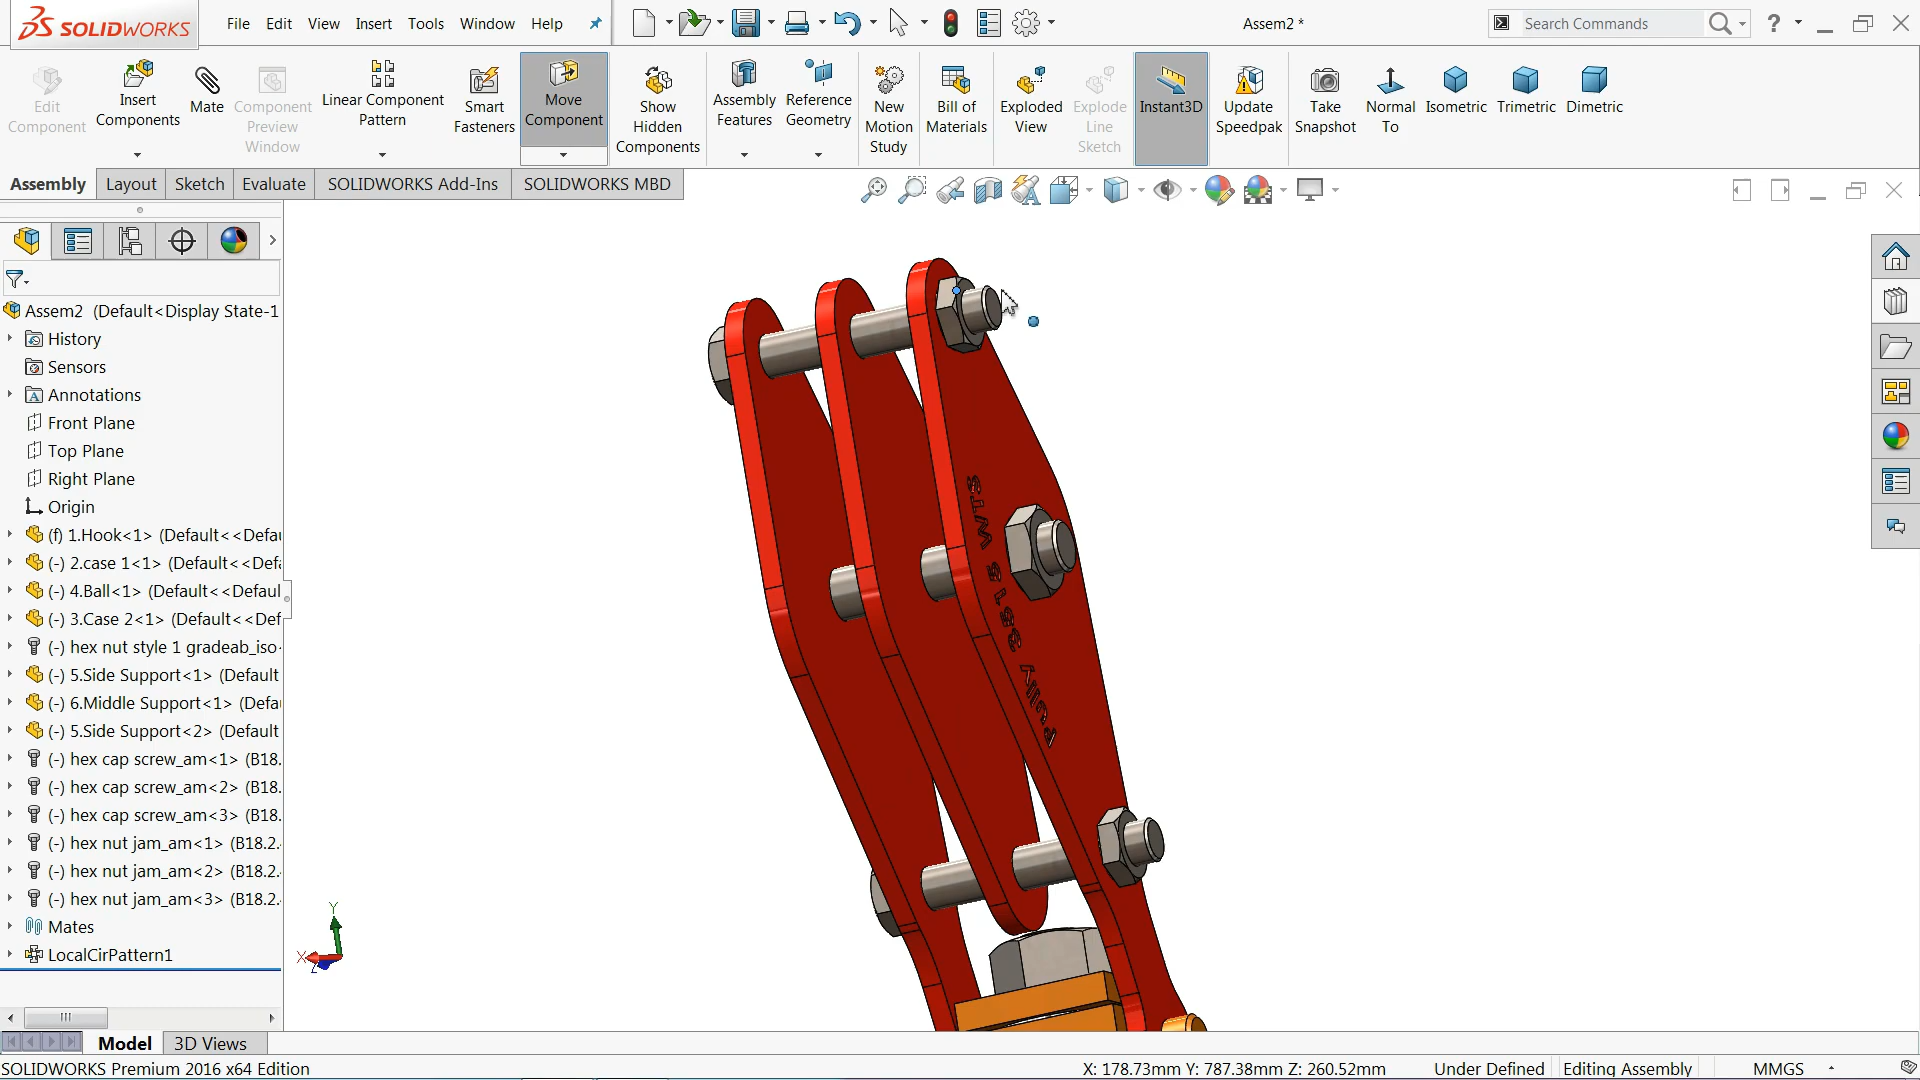 SOLIDWORKS
File Edit View Insert Tools Window Help
Assem2 *
Search Commands
?
Edit Component
Insert Components
Mate
Component Preview Window
Linear Component Pattern
Smart Fasteners
Move Component
Show Hidden Components
Assembly Features
Reference Geometry
New Motion Study
Bill of Materials
Exploded View
Explode Line Sketch
Instant3D
Update Speedpak
Take Snapshot
Normal To
Isometric
Trimetric
Dimetric
Assembly Layout Sketch Evaluate SOLIDWORKS Add-Ins SOLIDWORKS MBD
Assem2 (Default<Display State-1
History
Sensors
Annotations
Front Plane
Top Plane
Right Plane
Origin
(f) 1.Hook<1> (Default<<Defau
(-) 2.case 1<1> (Default<<Defa
(-) 4.Ball<1> (Default<<Defaul
(-) 3.Case 2<1> (Default<<Def
(-) hex nut style 1 gradeab_iso
(-) 5.Side Support<1> (Default
(-) 6.Middle Support<1> (Defau
(-) 5.Side Support<2> (Default
(-) hex cap screw_am<1> (B18.
(-) hex cap screw_am<2> (B18.
(-) hex cap screw_am<3> (B18.
(-) hex nut jam_am<1> (B18.2.
(-) hex nut jam_am<2> (B18.2.
(-) hex nut jam_am<3> (B18.2.
Mates
LocalCirPattern1
Y
X
Z
Model 3D Views
SOLIDWORKS Premium 2016 x64 Edition
X: 178.73mm Y: 787.38mm Z: 260.52mm Under Defined Editing Assembly MMGS